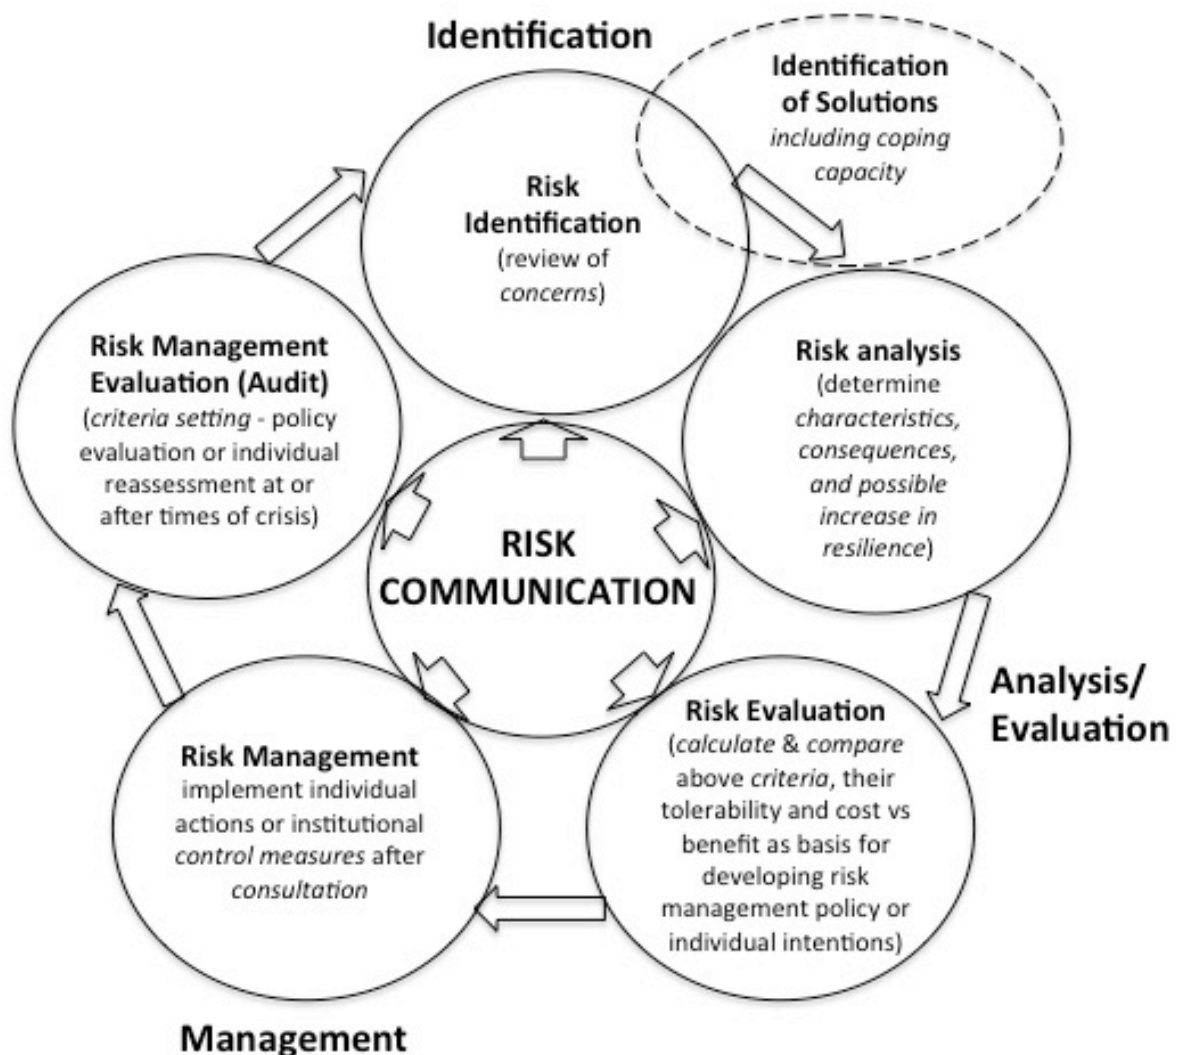 Identification
Identification
of Solutions
including coping
capacity
Risk
Identification
(review of
concerns)
Risk Management
Evaluation (Audit)
(criteria setting - policy
evaluation or individual
reassessment at or
after times of crisis)
Risk analysis
(determine
characteristics,
consequences,
and possible
increase in
resilience)
RISK
COMMUNICATION
Analysis/
Evaluation
Risk Evaluation
(calculate & compare
above criteria, their
tolerability and cost vs
benefit as basis for
developing risk
management policy or
individual intentions)
Risk Management
implement individual
actions or institutional
control measures after
consultation
Management